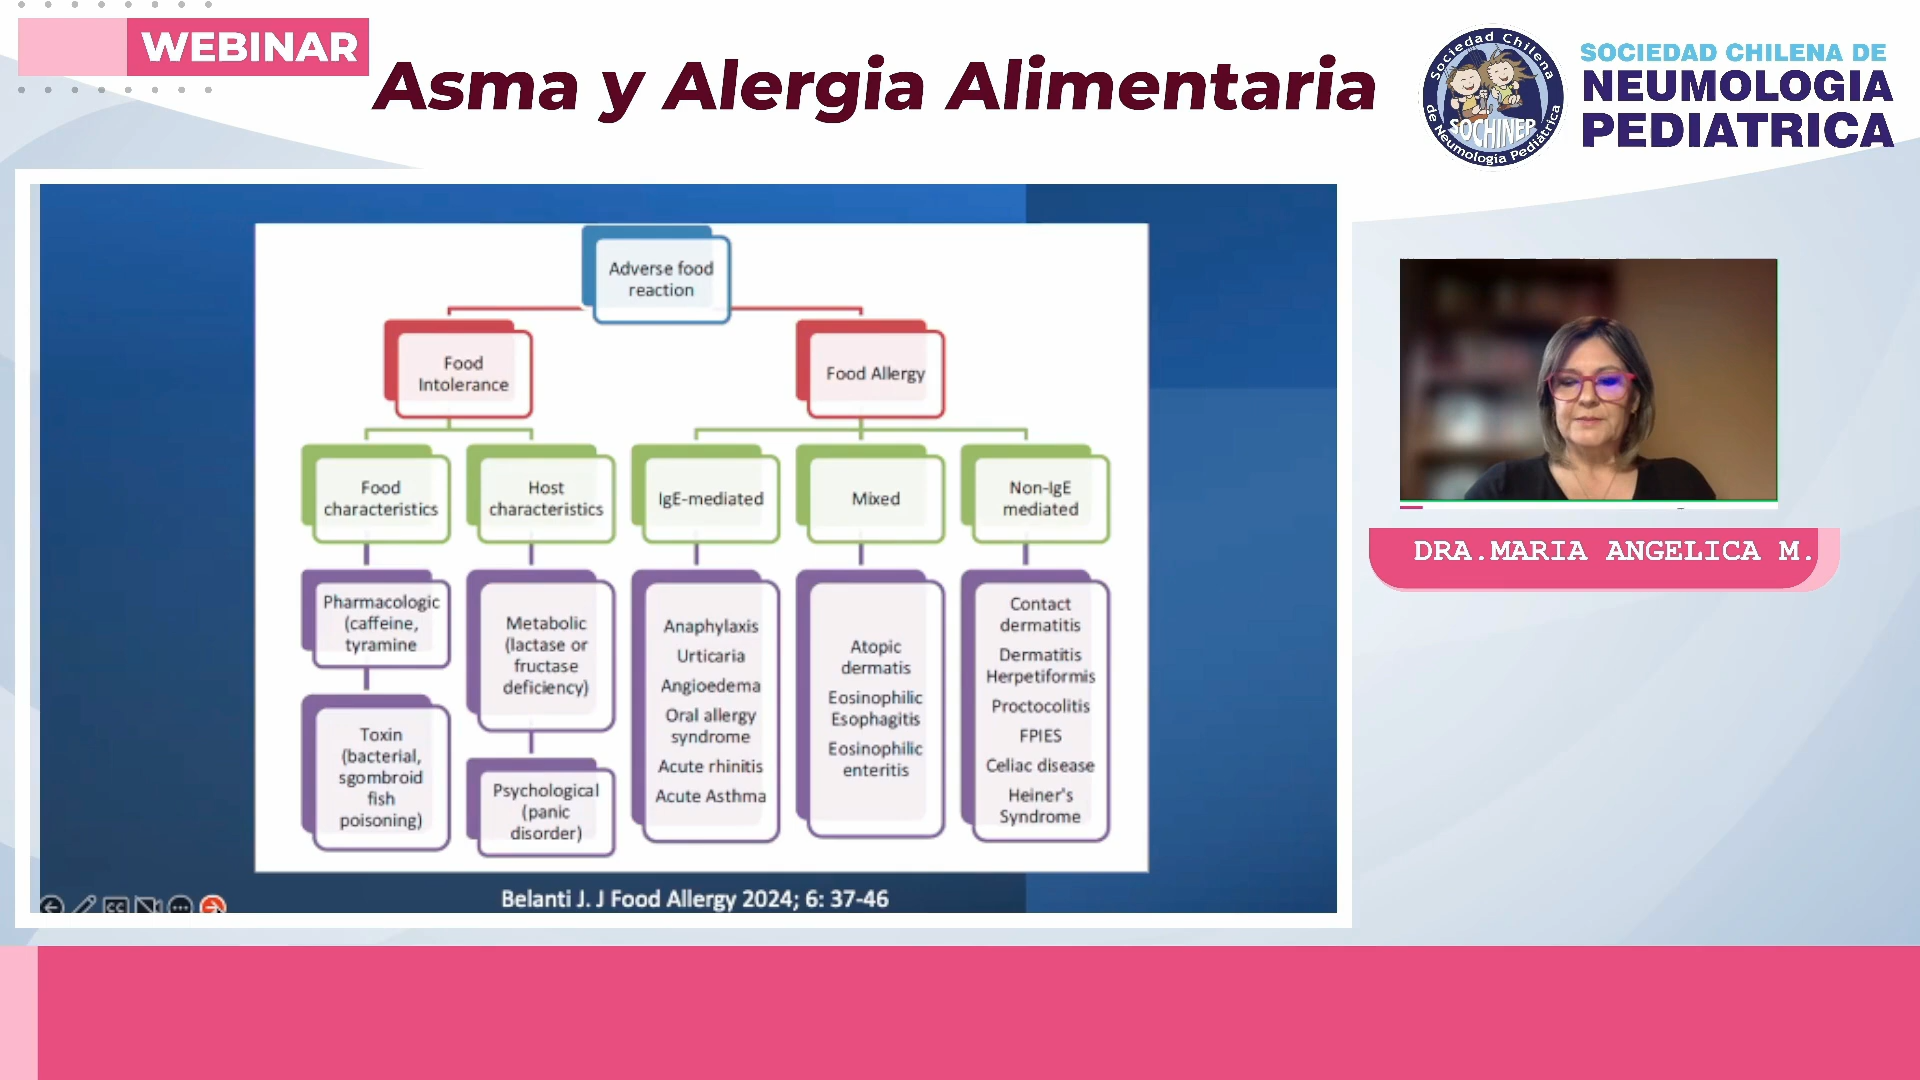 WEBINAR
Asma y Alergia Alimentaria
Sociedad Chilena
SOCHINEP
de Neumología Pediátrica
SOCIEDAD CHILENA DE
NEUMOLOGIA
PEDIATRICA
Adverse food
reaction
Food
Intolerance
Food Allergy
Food
characteristics
Host
characteristics
IgE-mediated
Mixed
Non-IgE
mediated
Pharmacologic
(caffeine,
tyramine
Toxin
(bacterial,
sgombroid
fish
poisoning)
Metabolic
(lactase or
fructase
deficiency)
Psychological
(panic
disorder)
Anaphylaxis
Urticaria
Angioedema
Oral allergy
syndrome
Acute rhinitis
Acute Asthma
Atopic
dermatis
Eosinophilic
Esophagitis
Eosinophilic
enteritis
Contact
dermatitis
Dermatitis
Herpetiformis
Proctocolitis
FPIES
Celiac disease
Heiner's
Syndrome
Belanti J. J Food Allergy 2024; 6: 37-46
CC
DRA.MARIA ANGELICA M.